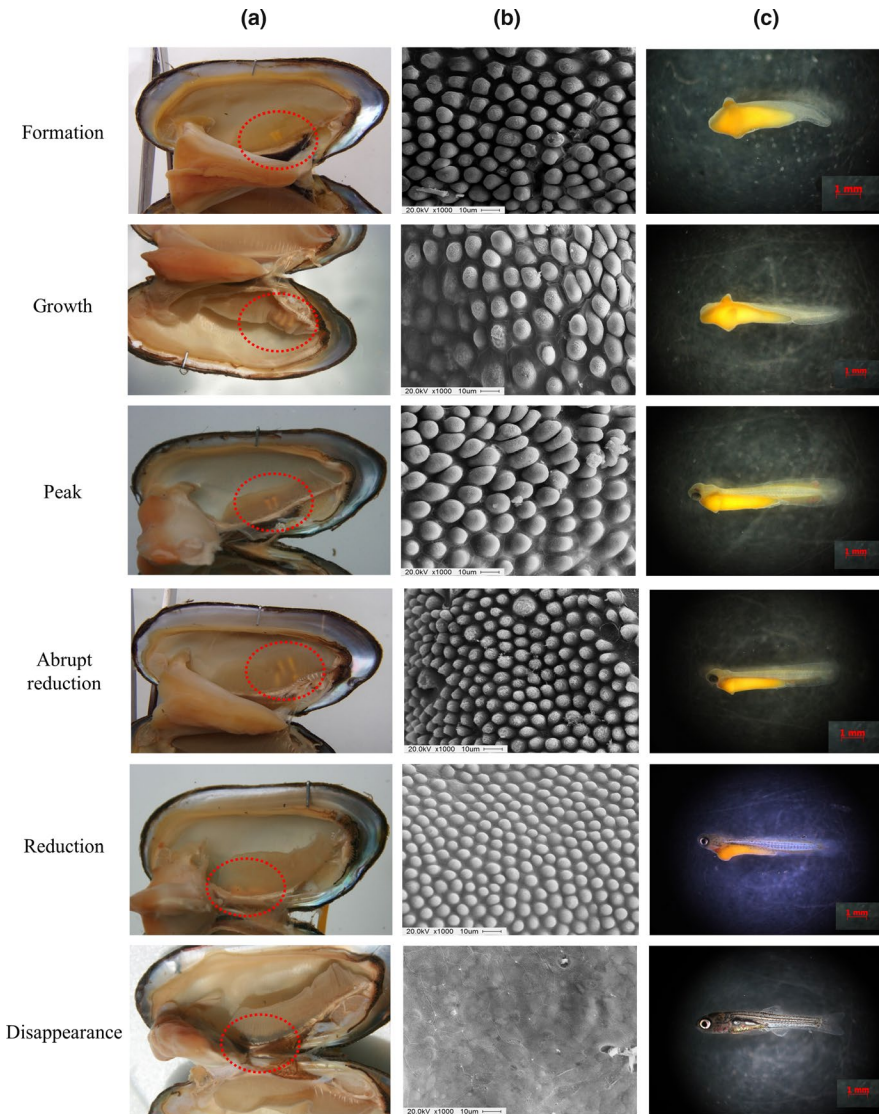 (a) (b) (c)
Formation
20.0kV x1000 10um
1 mm
Growth
20.0kV x1000 10um
1 mm
Peak
20.0kV x1000 10um
1 mm
Abrupt
reduction
20.0kV x1000 10um
1 mm
Reduction
20.0kV x1000 10um
1 mm
Disappearance
20.0kV x1000 10um
1 mm